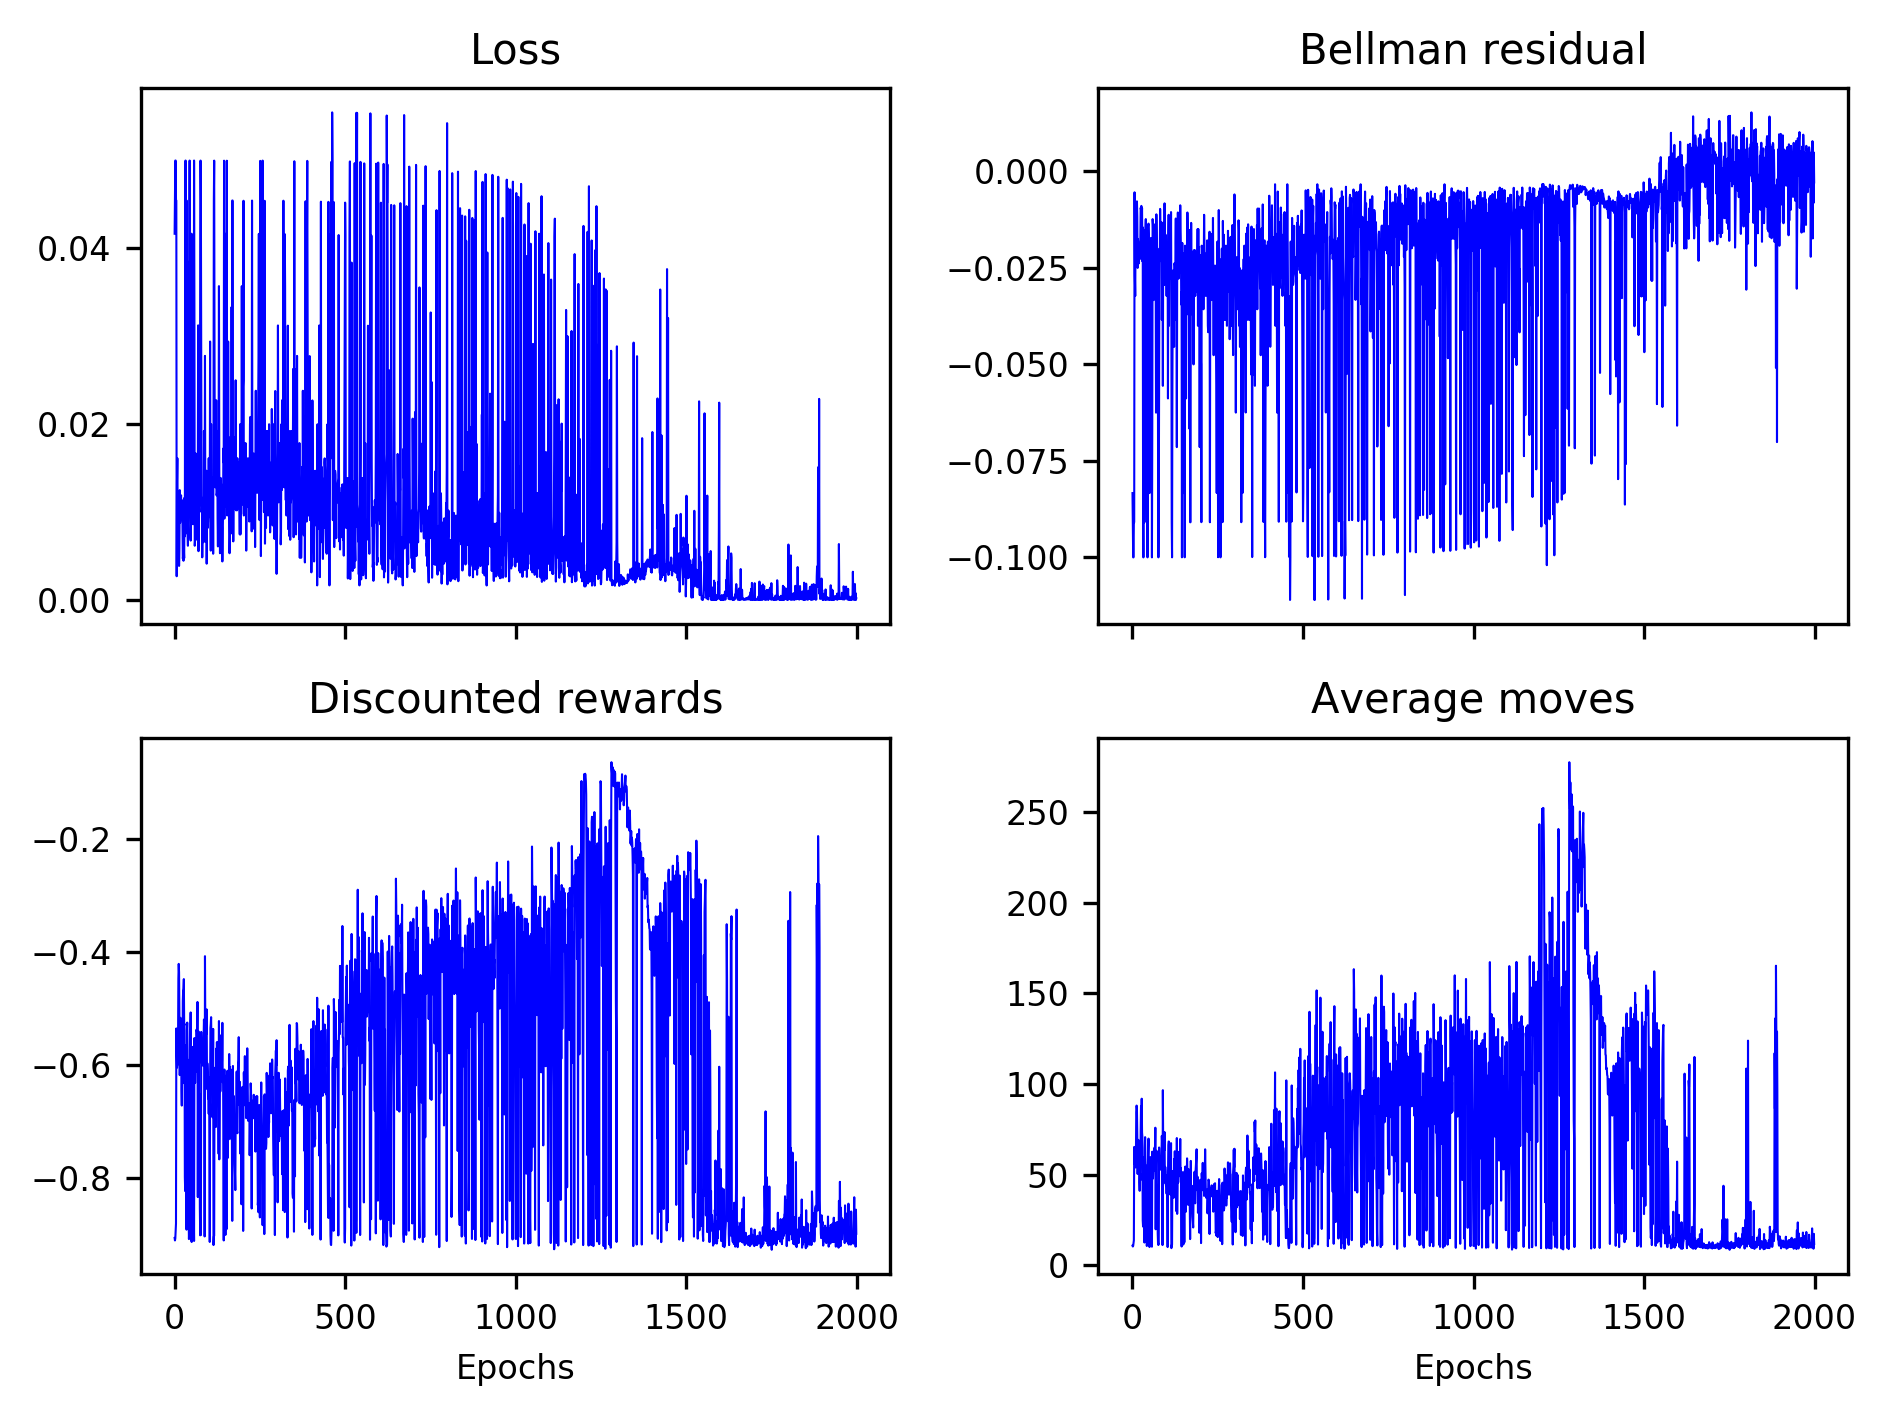 Loss
0.04
0.02
0.00
Bellman residual
0.000
−0.025
−0.050
−0.075
−0.100
Discounted rewards
−0.2
−0.4
−0.6
−0.8
0 500 1000 1500 2000
Epochs
Average moves
250
200
150
100
50
0
0 500 1000 1500 2000
Epochs